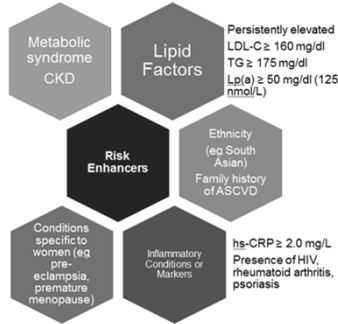 Metabolic
syndrome
CKD
Lipid
Factors
Persistently elevated
LDL-C ≥ 160 mg/dl
TG ≥ 175 mg/dl
Lp(a) ≥ 50 mg/dl (125
nmol/L)
Risk
Enhancers
Ethnicity
(eg South
Asian)
Family history
of ASCVD
Conditions
specific to
women (eg
pre-
eclampsia,
premature
menopause)
Inflammatory
Conditions or
Markers
hs-CRP ≥ 2.0 mg/L
Presence of HIV,
rheumatoid arthritis,
psoriasis